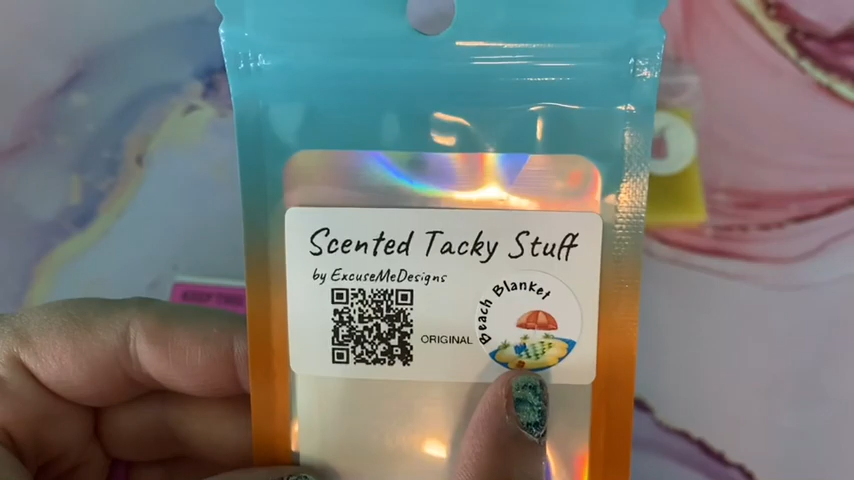 Scented Tacky Stuff
by ExcuseMeDesigns
ORIGINAL
Beach Blanket